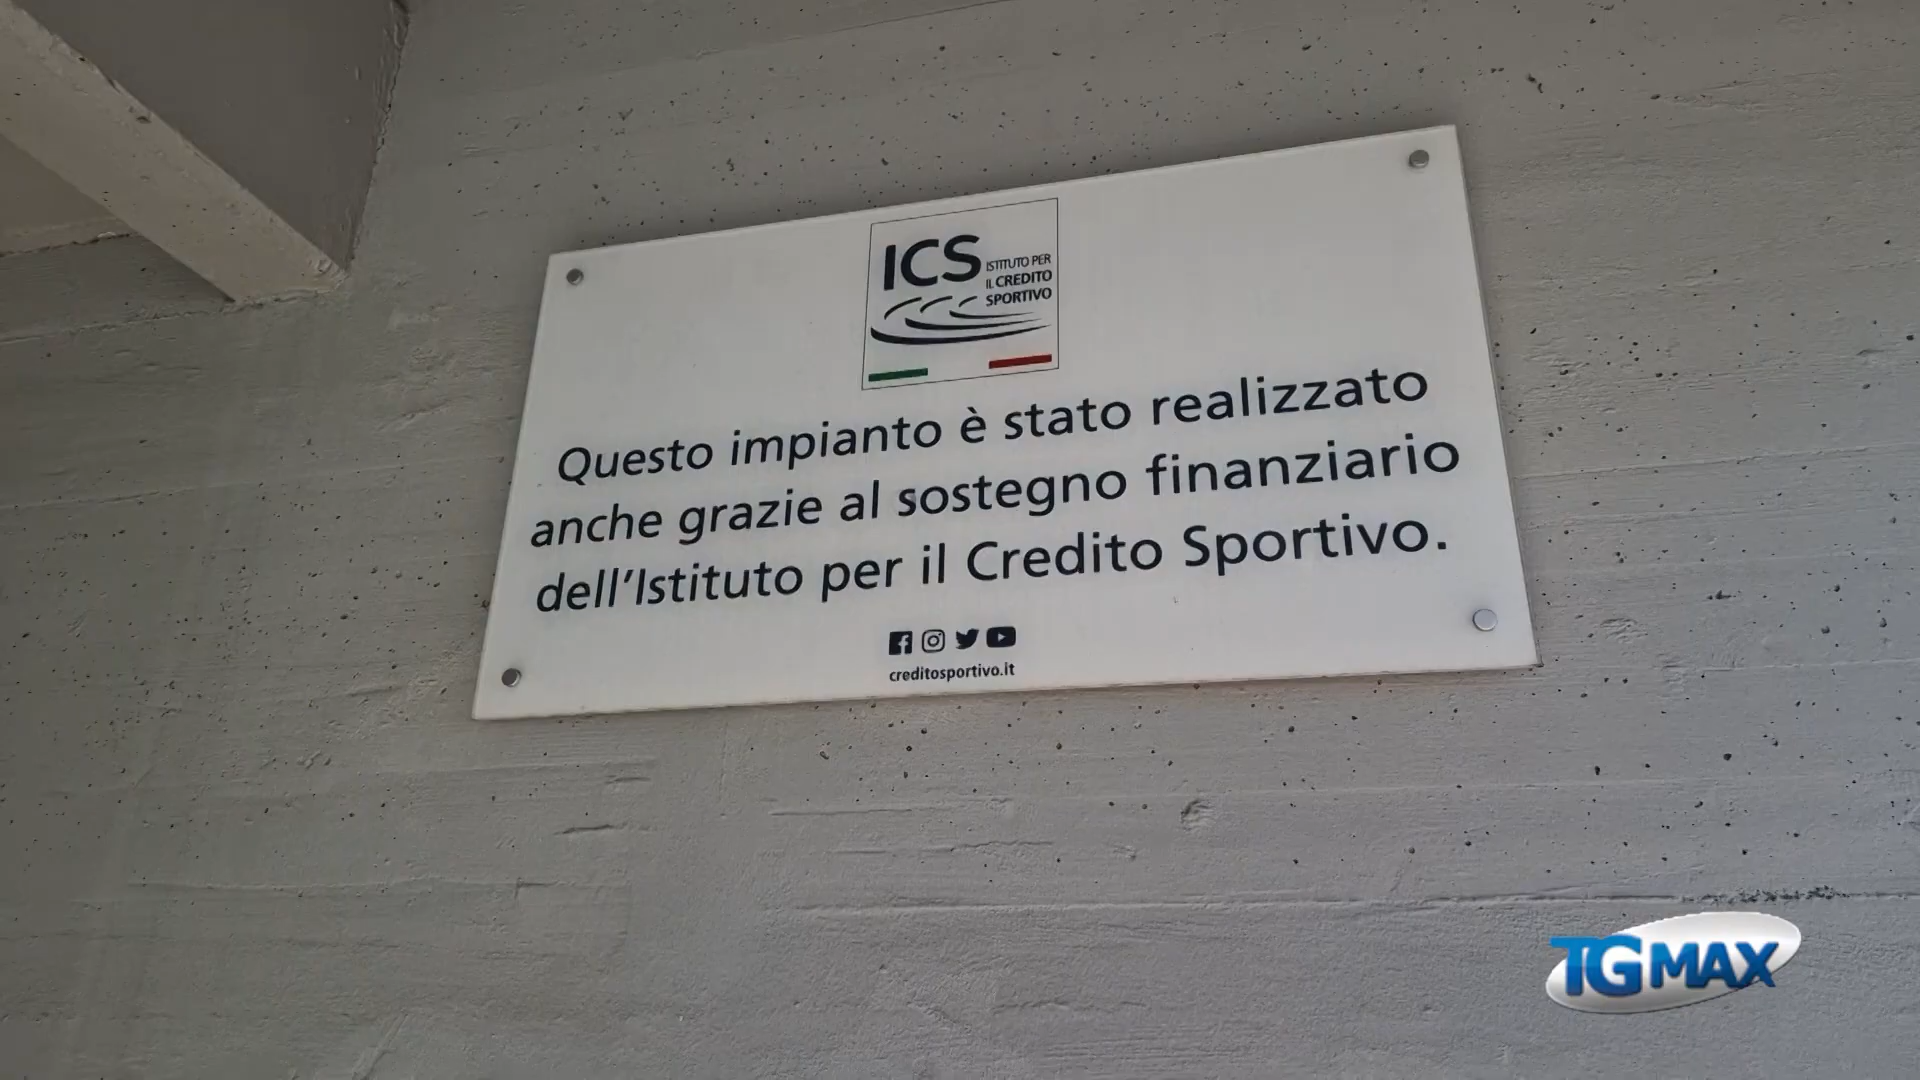 ICS ISTITUTO PER
IL CREDITO
SPORTIVO
Questo impianto è stato realizzato
anche grazie al sostegno finanziario
dell'Istituto per il Credito Sportivo.
creditosportivo.it
TGMAX